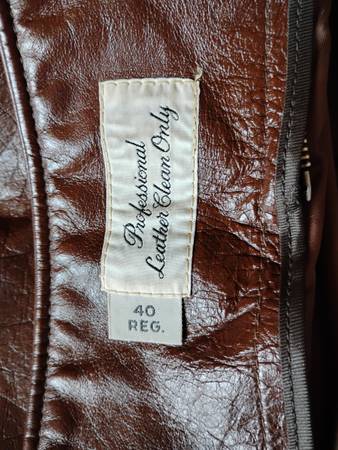 Professional
Leather Clean Only
40
REG.